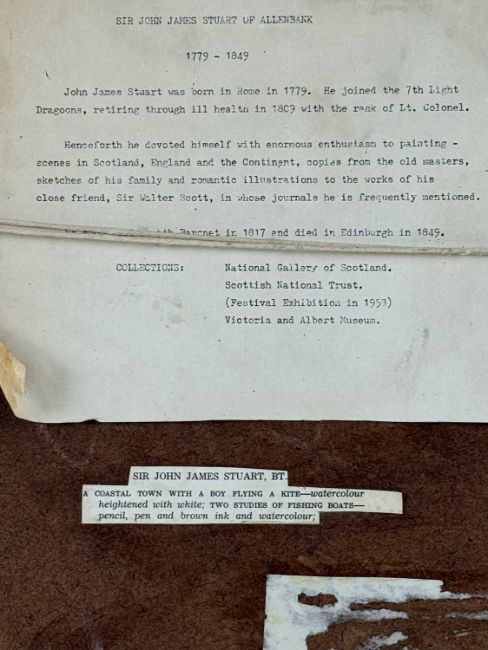 SIR JOHN JAMES STUART OF ALLENBANK
1779 - 1849
John James Stuart was born in Rome in 1779. He joined the 7th Light
Dragoons, retiring through ill health in 1809 with the rank of Lt. Colonel.
Henceforth he devoted himself with enormous enthusiasm to painting -
scenes in Scotland, England and the Continent, copies from the old masters,
sketches of his family and romantic illustrations to the works of his
close friend, Sir Walter Scott, in whose journals he is frequently mentioned.
Baronet in 1817 and died in Edinburgh in 1849.
COLLECTIONS: National Gallery of Scotland.
Scottish National Trust.
(Festival Exhibition in 1953)
Victoria and Albert Museum.
SIR JOHN JAMES STUART, BT.
A COASTAL TOWN WITH A BOY FLYING A KITE—watercolour
heightened with white; TWO STUDIES OF FISHING BOATS—
pencil, pen and brown ink and watercolour;